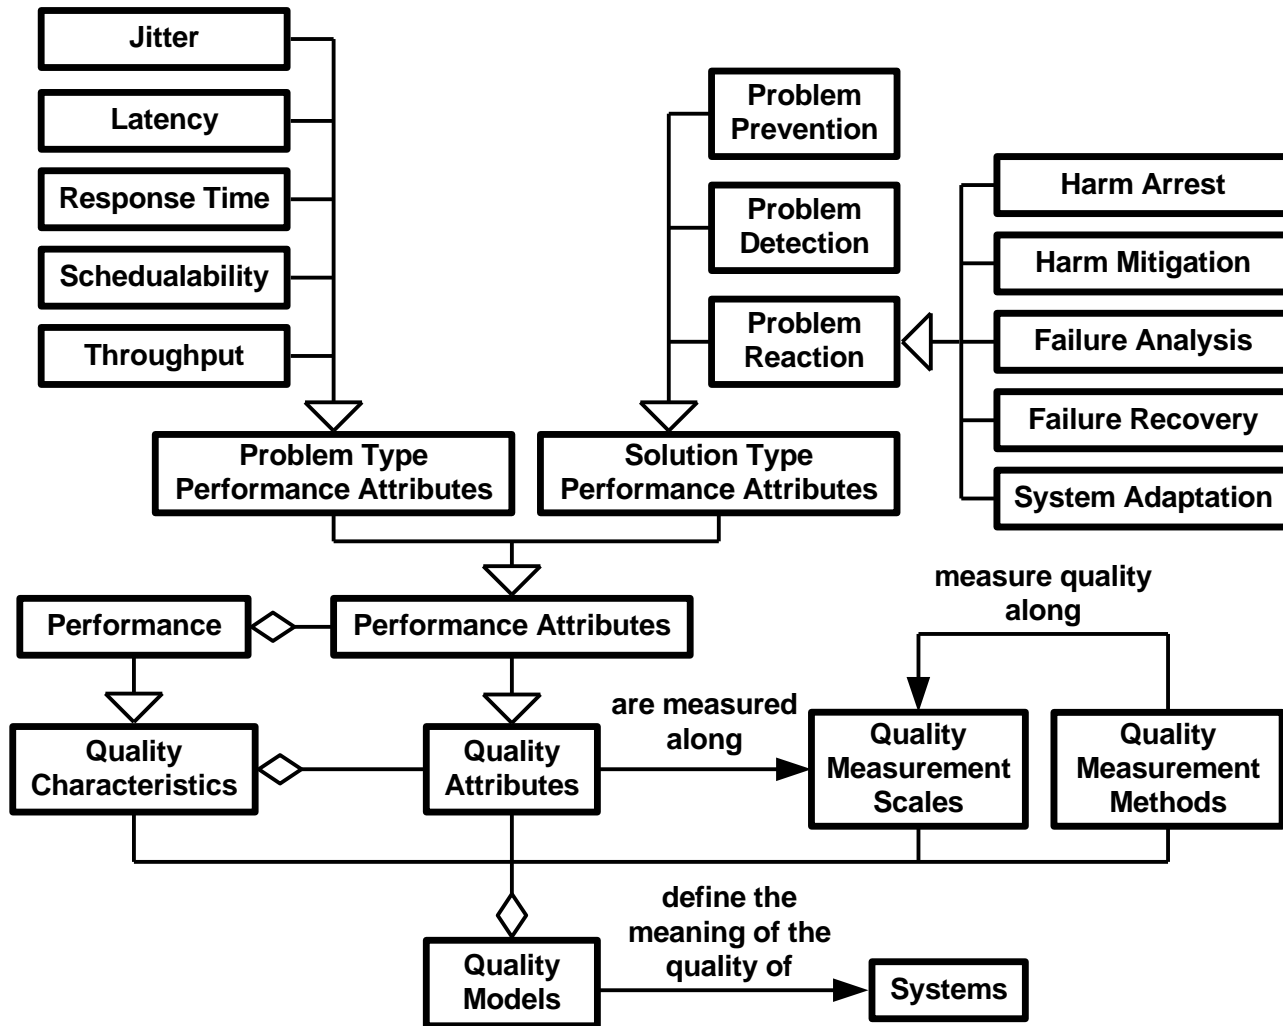 Jitter
Latency
Response Time
Schedualability
Throughput
Problem
Prevention
Problem
Detection
Problem
Reaction
Harm Arrest
Harm Mitigation
Failure Analysis
Failure Recovery
System Adaptation
Problem Type
Performance Attributes
Solution Type
Performance Attributes
Performance
Performance Attributes
measure quality
along
Quality
Characteristics
Quality
Attributes
are measured
along
Quality
Measurement
Scales
Quality
Measurement
Methods
Quality
Models
define the
meaning of the
quality of
Systems